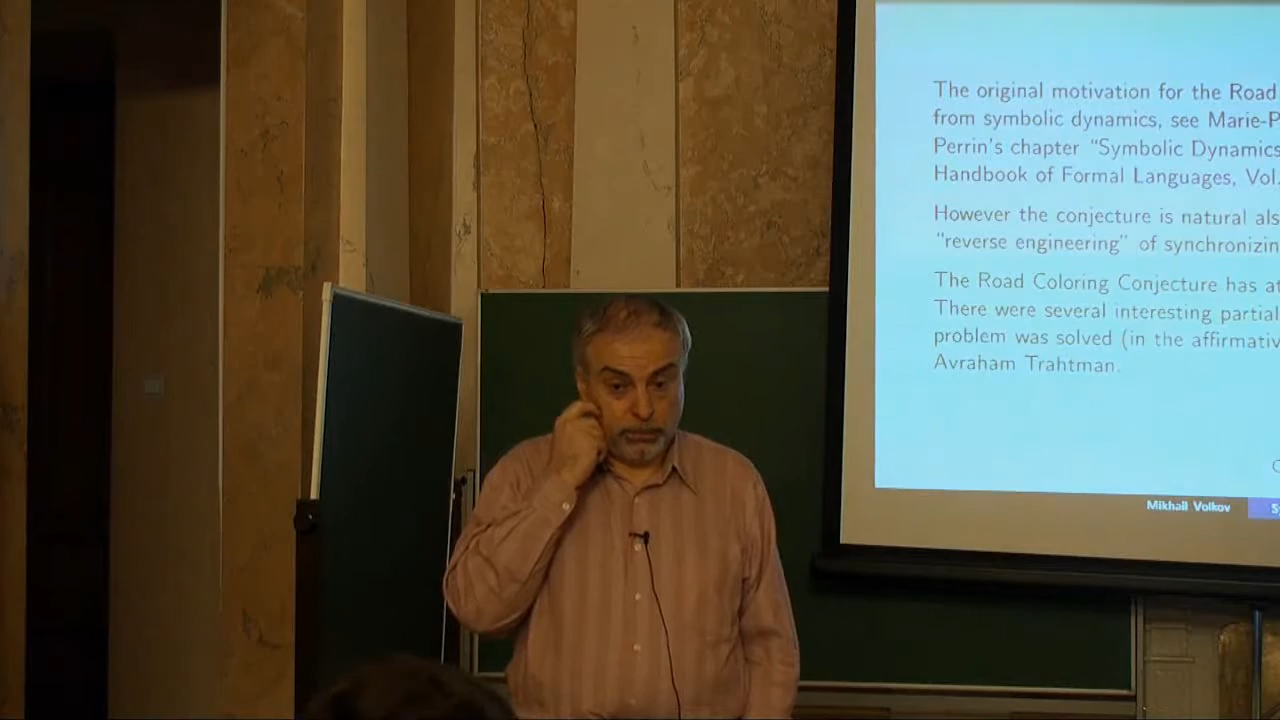 The original motivation for the Road
from symbolic dynamics, see Marie-P
Perrin's chapter "Symbolic Dynamics
Handbook of Formal Languages, Vol.
However the conjecture is natural als
"reverse engineering" of synchronizin
The Road Coloring Conjecture has at
There were several interesting partial
problem was solved (in the affirmativ
Avraham Trahtman.
Mikhail Volkov